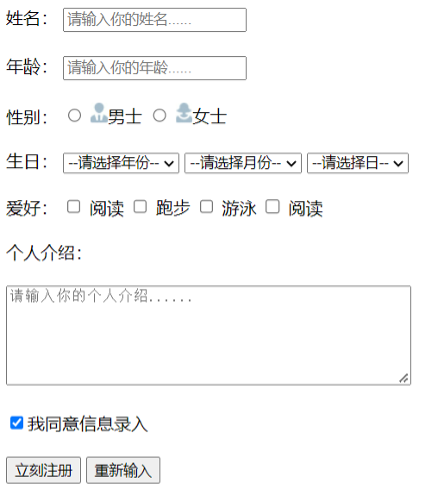 姓名： 请输入你的姓名......
年龄： 请输入你的年龄......
性别： 男士 女士
生日： --请选择年份-- --请选择月份-- --请选择日--
爱好： 阅读 跑步 游泳 阅读
个人介绍：
请输入你的个人介绍......
我同意信息录入
立刻注册 重新输入